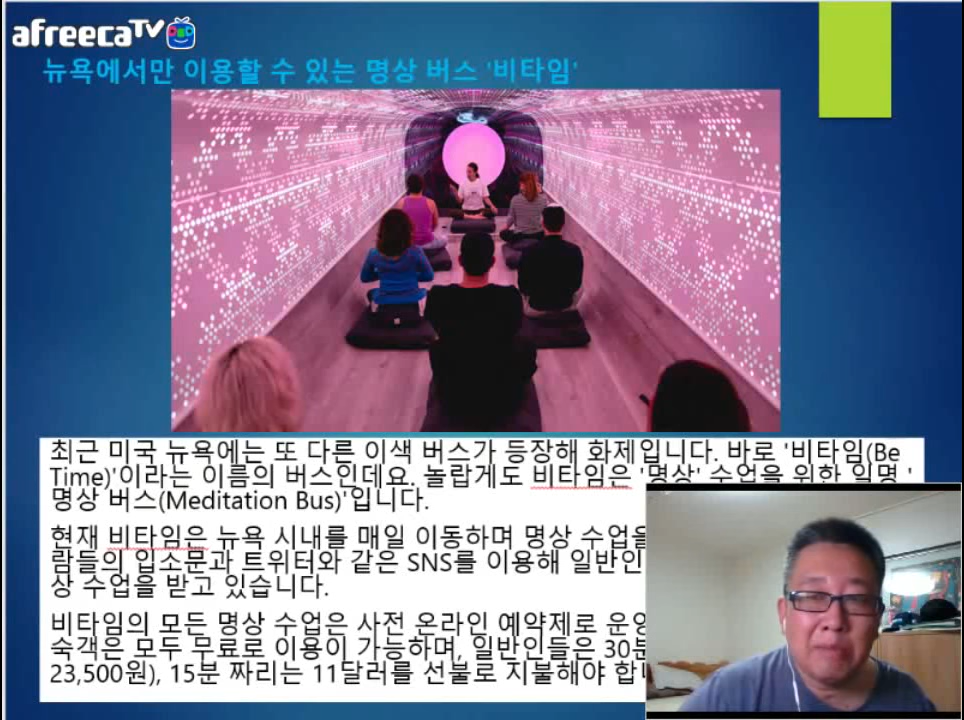 afreecaTV
뉴욕에서만 이용할 수 있는 명상 버스 '비타임'
최근 미국 뉴욕에는 또 다른 이색 버스가 등장해 화제입니다. 바로 '비타임(Be
Time)'이라는 이름의 버스인데요. 놀랍게도 비타임은 '명상' 수업을 위한 일명 '
명상 버스(Meditation Bus)'입니다.
현재 비타임은 뉴욕 시내를 매일 이동하며 명상 수업을
람들의 입소문과 트위터와 같은 SNS를 이용해 일반인
상 수업을 받고 있습니다.
비타임의 모든 명상 수업은 사전 온라인 예약제로 운영
숙객은 모두 무료로 이용이 가능하며, 일반인들은 30분
23,500원), 15분 짜리는 11달러를 선불로 지불해야 합니